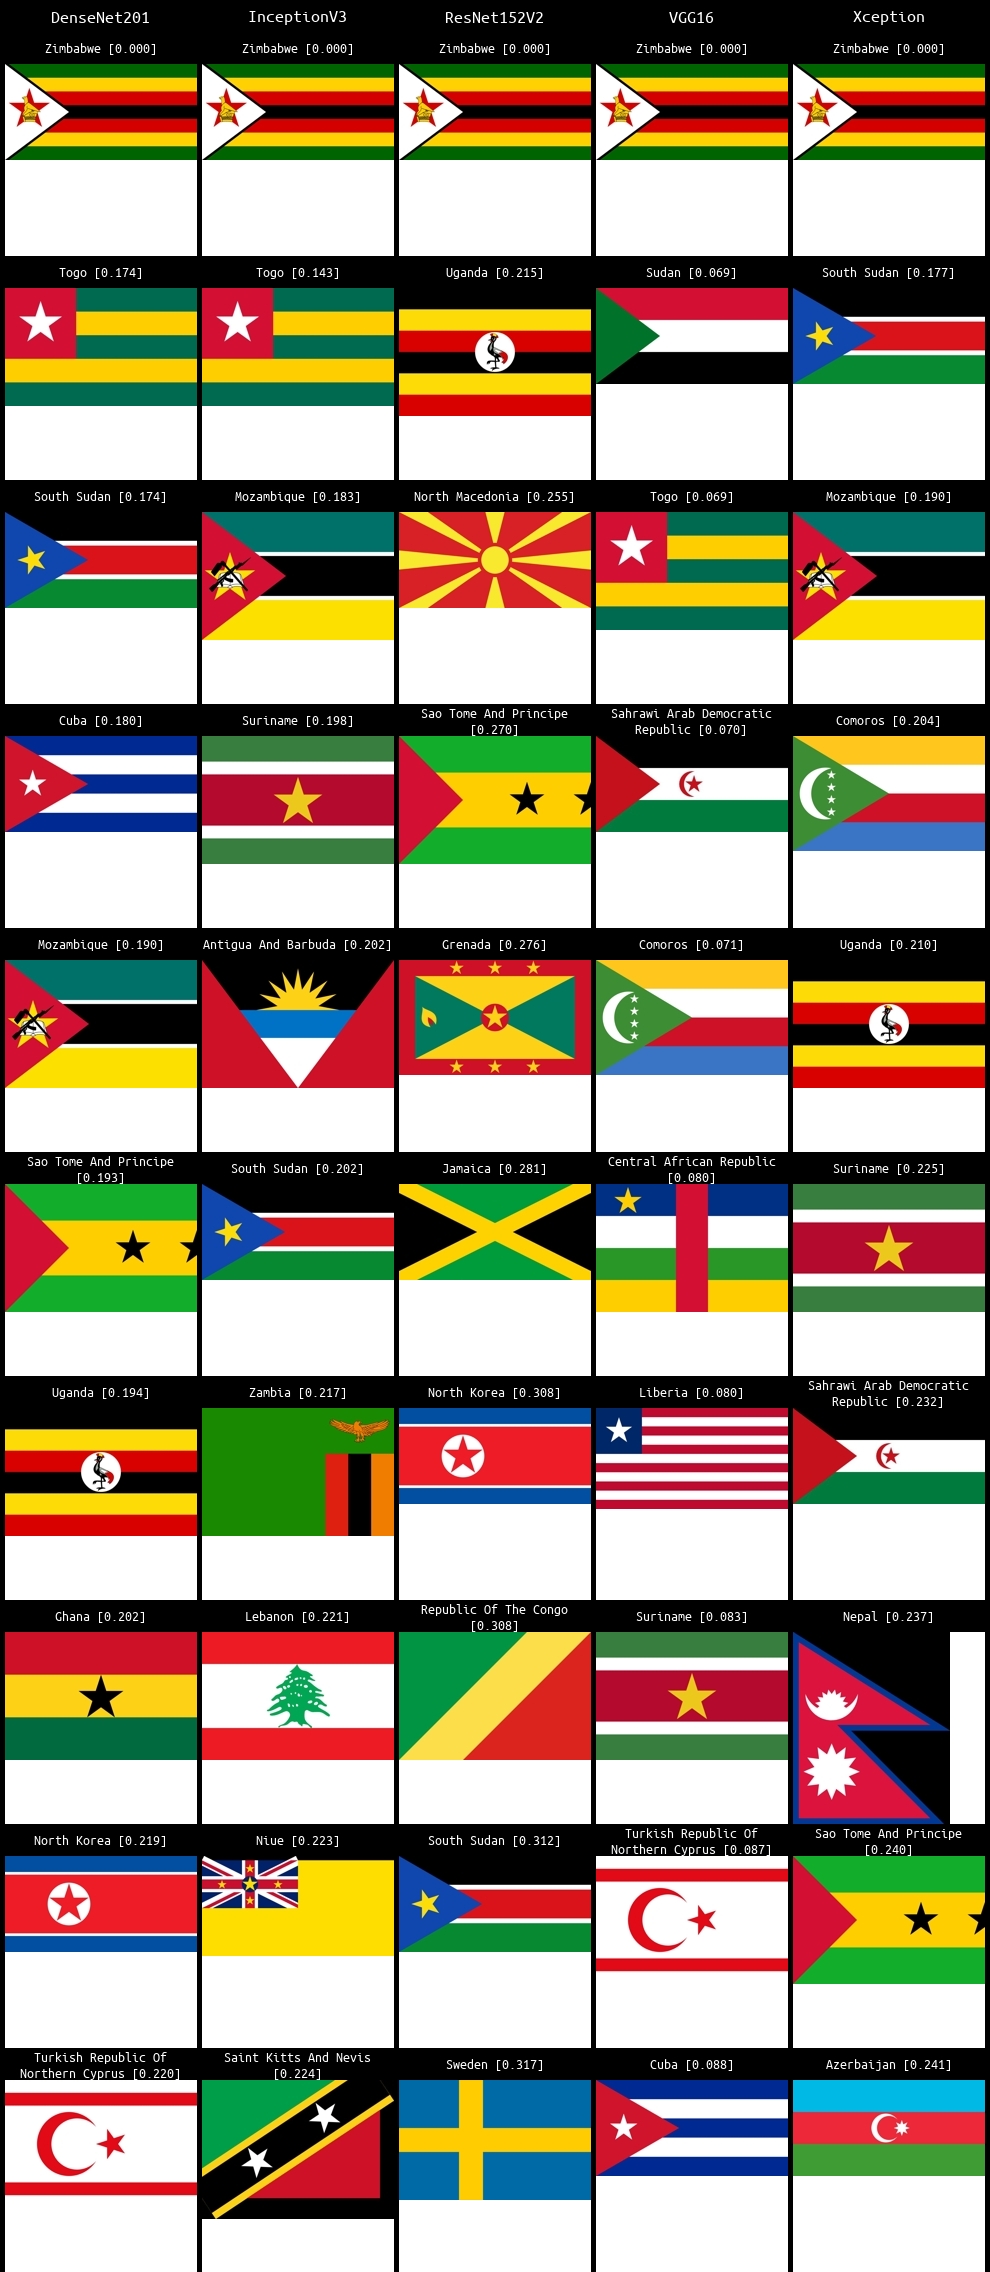 DenseNet201 InceptionV3 ResNet152V2 VGG16 Xception
Zimbabwe [0.000] Zimbabwe [0.000] Zimbabwe [0.000] Zimbabwe [0.000] Zimbabwe [0.000]
Togo [0.174] Togo [0.143] Uganda [0.215] Sudan [0.069] South Sudan [0.177]
South Sudan [0.174] Mozambique [0.183] North Macedonia [0.255] Togo [0.069] Mozambique [0.190]
Cuba [0.180] Suriname [0.198] Sao Tome And Principe [0.270] Sahrawi Arab Democratic Republic [0.070] Comoros [0.204]
Mozambique [0.190] Antigua And Barbuda [0.202] Grenada [0.276] Comoros [0.071] Uganda [0.210]
Sao Tome And Principe [0.193] South Sudan [0.202] Jamaica [0.281] Central African Republic [0.080] Suriname [0.225]
Uganda [0.194] Zambia [0.217] North Korea [0.308] Liberia [0.080] Sahrawi Arab Democratic Republic [0.232]
Ghana [0.202] Lebanon [0.221] Republic Of The Congo [0.308] Suriname [0.083] Nepal [0.237]
North Korea [0.219] Niue [0.223] South Sudan [0.312] Turkish Republic Of Northern Cyprus [0.087] Sao Tome And Principe [0.240]
Turkish Republic Of Northern Cyprus [0.220] Saint Kitts And Nevis [0.224] Sweden [0.317] Cuba [0.088] Azerbaijan [0.241]